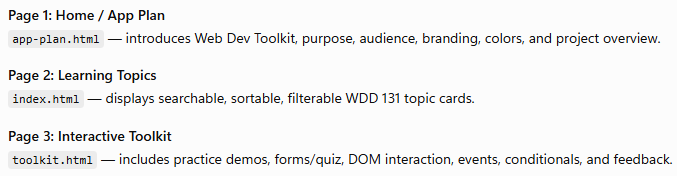 Page 1: Home / App Plan
app-plan.html — introduces Web Dev Toolkit, purpose, audience, branding, colors, and project overview.
Page 2: Learning Topics
index.html — displays searchable, sortable, filterable WDD 131 topic cards.
Page 3: Interactive Toolkit
toolkit.html — includes practice demos, forms/quiz, DOM interaction, events, conditionals, and feedback.